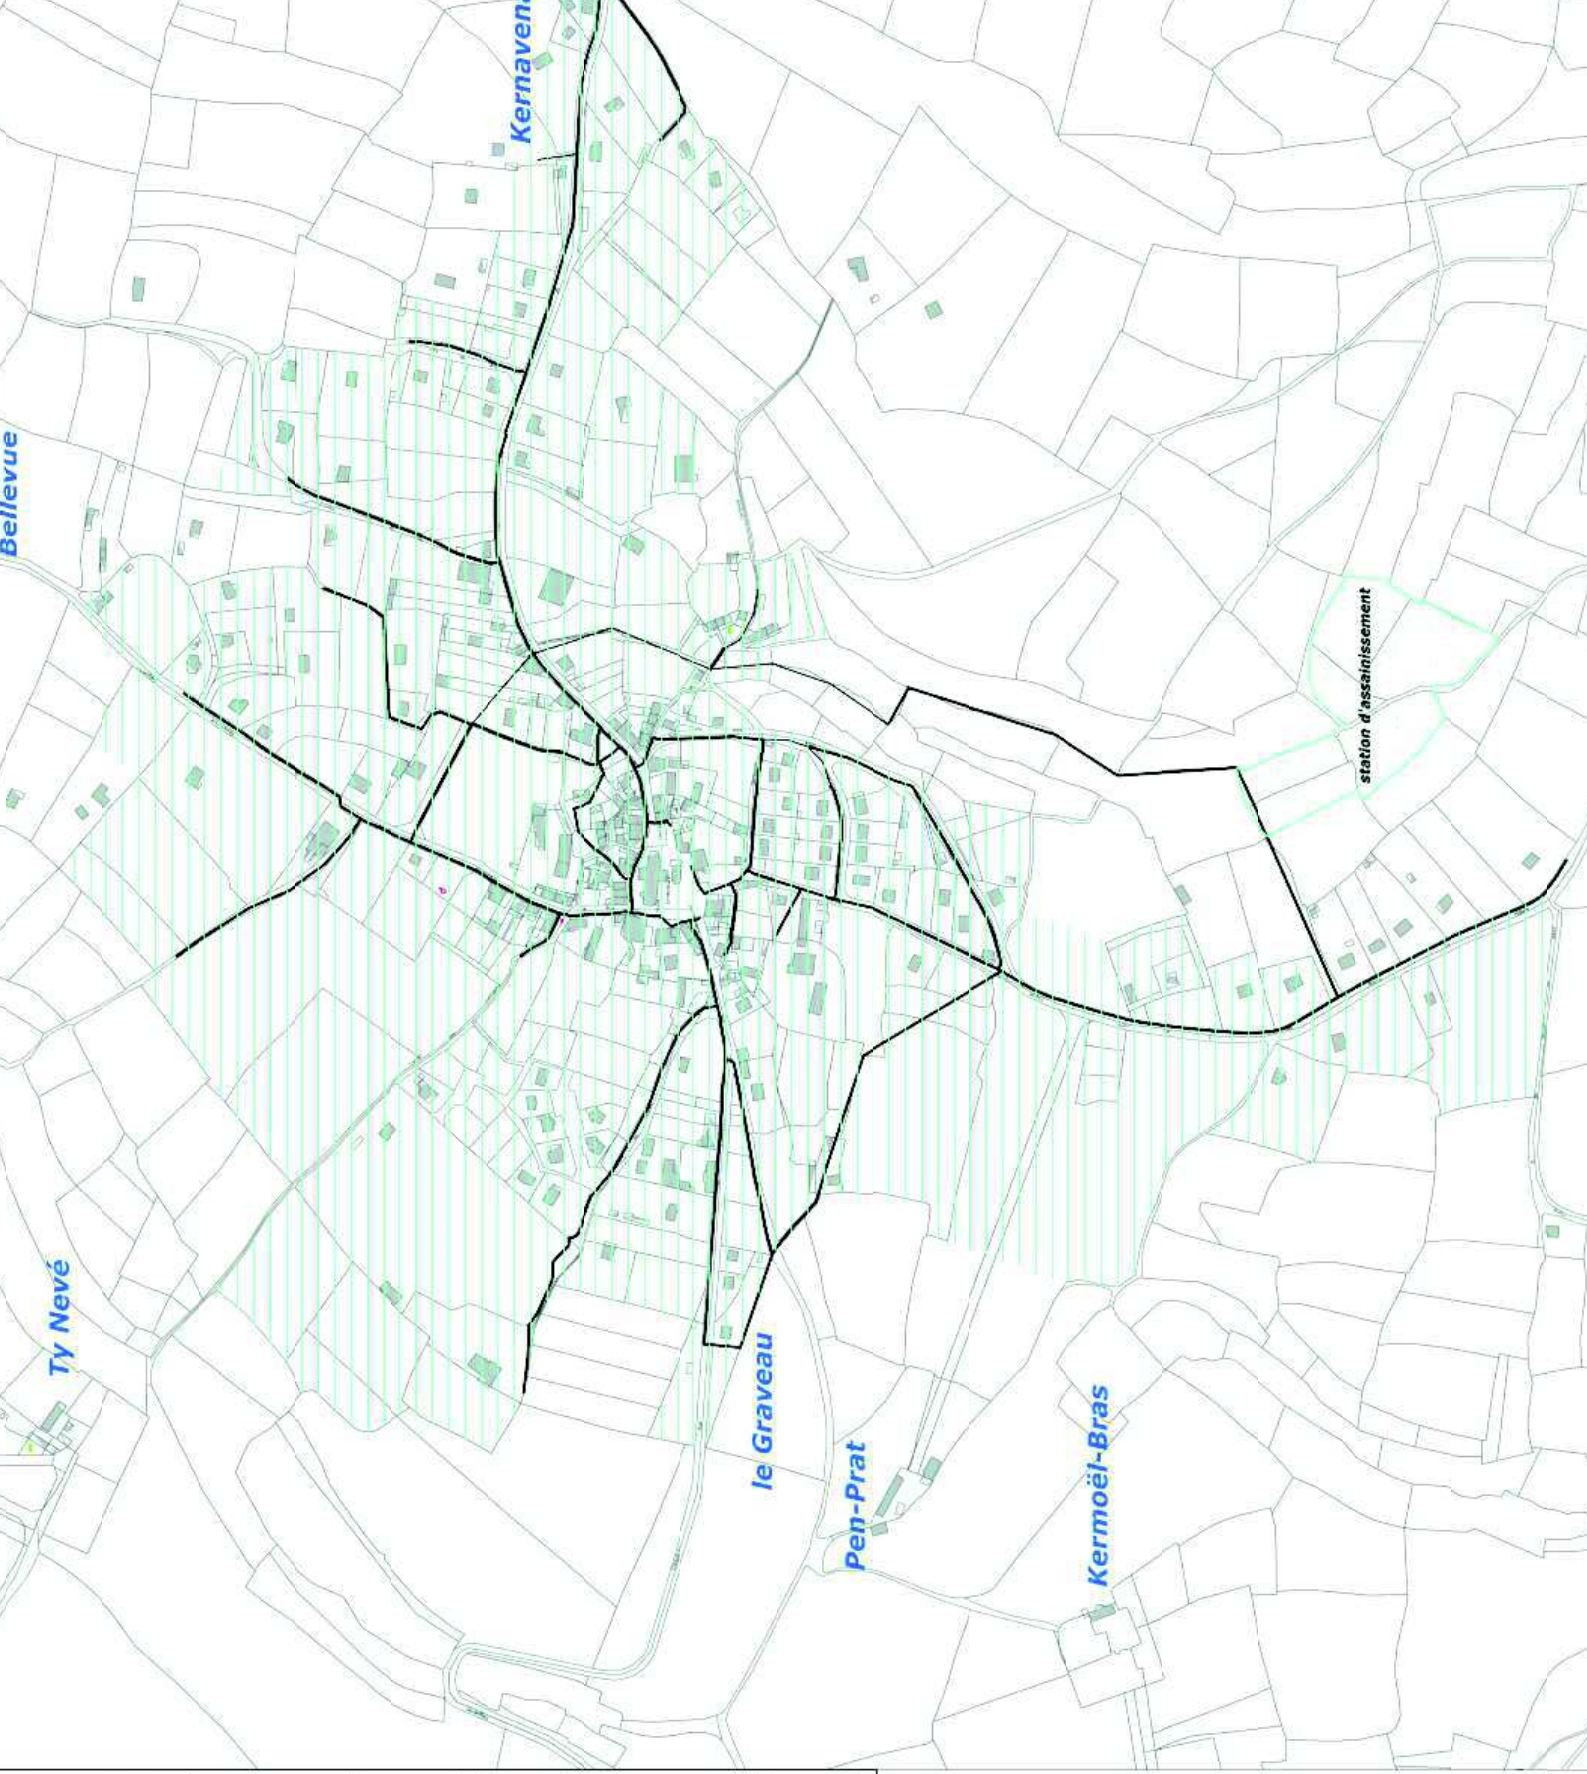 Kernaven
Bellevue
station d'assainissement
Ty Nevé
le Graveau
Pen-Prat
Kermoël-Bras